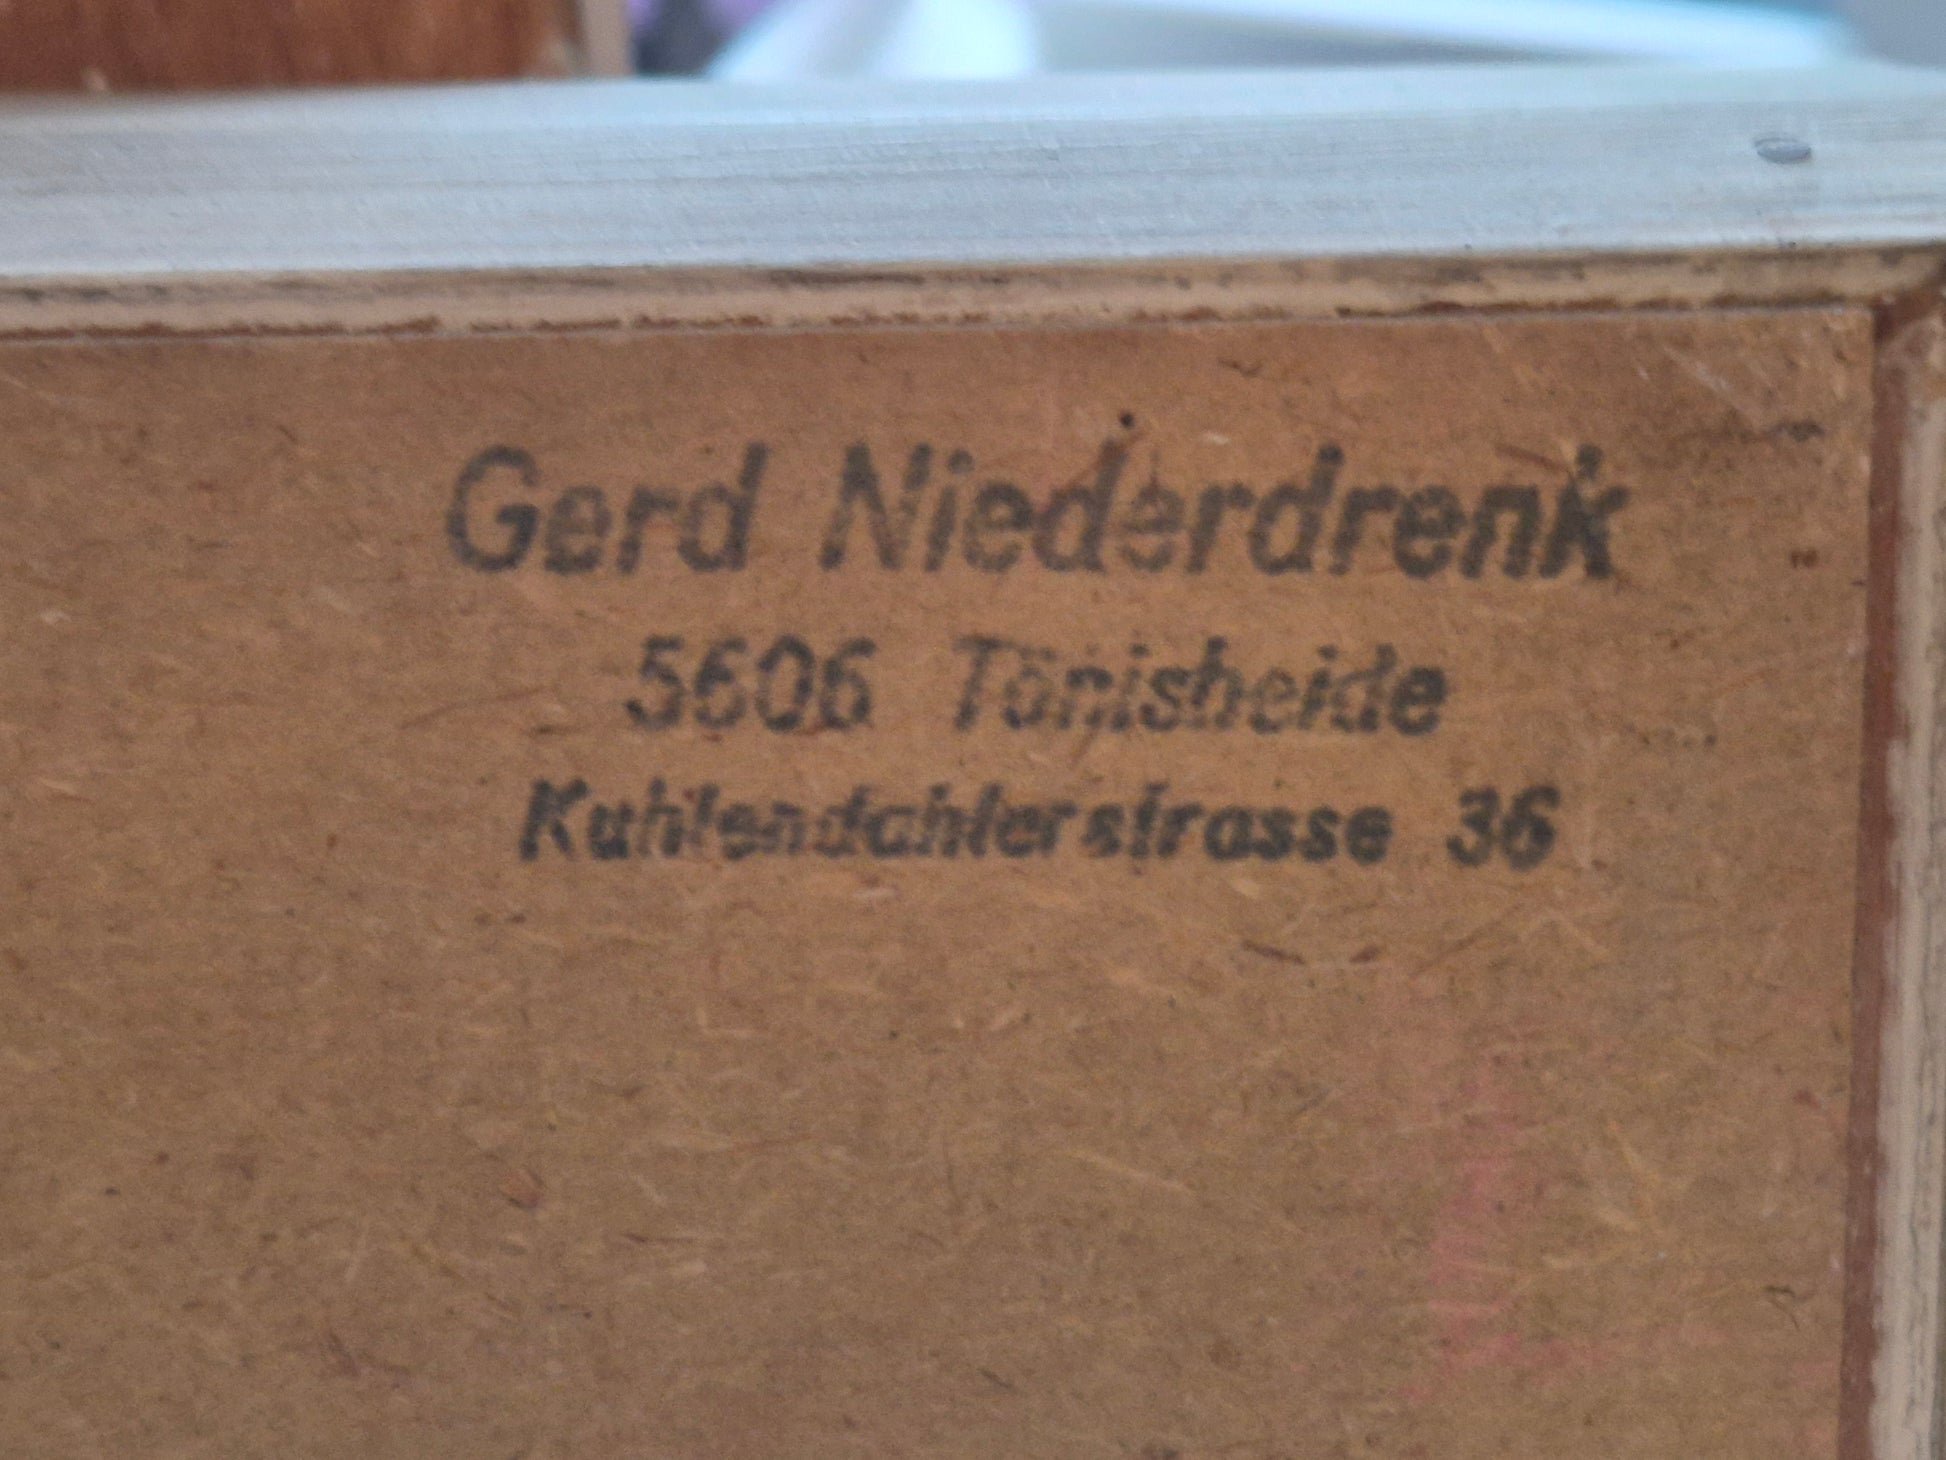 Gerd Niederdrenk
5606 Tönisheide
Kuhlendahlerstrasse 36